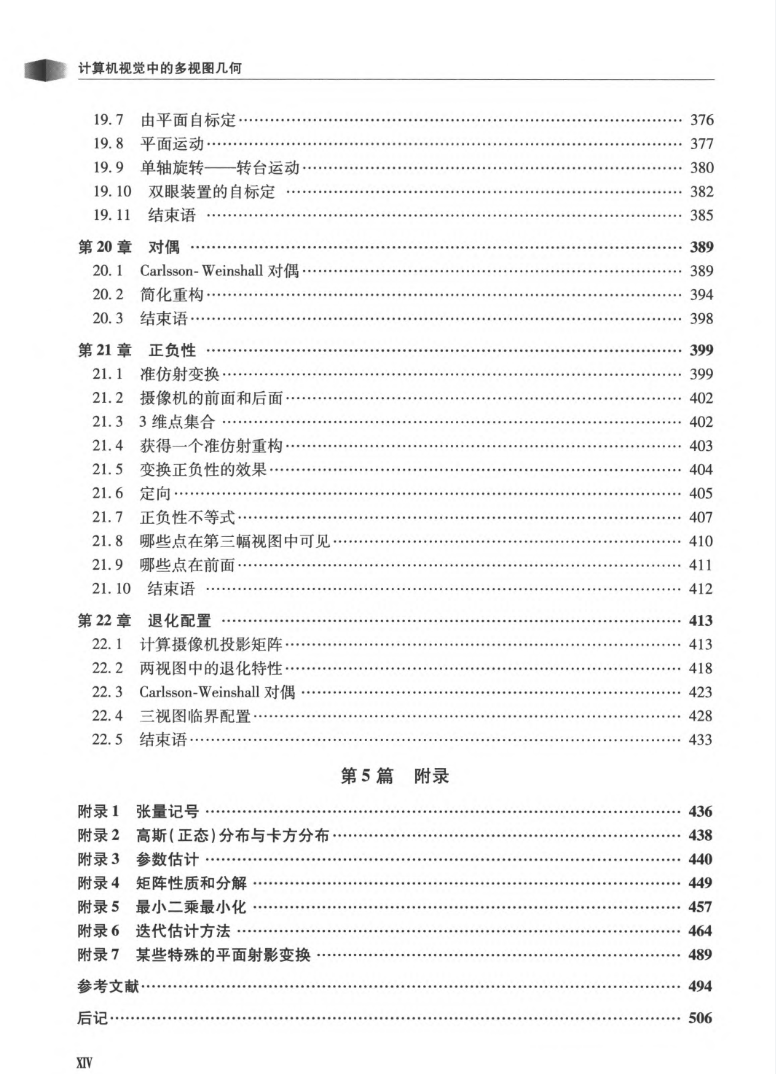 计算机视觉中的多视图几何
19.7 由平面自标定 376
19.8 平面运动 377
19.9 单轴旋转——转台运动 380
19.10 双眼装置的自标定 382
19.11 结束语 385
第20章 对偶 389
20.1 Carlsson-Weinshall 对偶 389
20.2 简化重构 394
20.3 结束语 398
第21章 正负性 399
21.1 准仿射变换 399
21.2 摄像机的前面和后面 402
21.3 3维点集合 402
21.4 获得一个准仿射重构 403
21.5 变换正负性的效果 404
21.6 定向 405
21.7 正负性不等式 407
21.8 哪些点在第三幅视图中可见 410
21.9 哪些点在前面 411
21.10 结束语 412
第22章 退化配置 413
22.1 计算摄像机投影矩阵 413
22.2 两视图中的退化特性 418
22.3 Carlsson-Weinshall 对偶 423
22.4 三视图临界配置 428
22.5 结束语 433
第5篇 附录
附录1 张量记号 436
附录2 高斯(正态)分布与卡方分布 438
附录3 参数估计 440
附录4 矩阵性质和分解 449
附录5 最小二乘最小化 457
附录6 迭代估计方法 464
附录7 某些特殊的平面射影变换 489
参考文献 494
后记 506
XIV